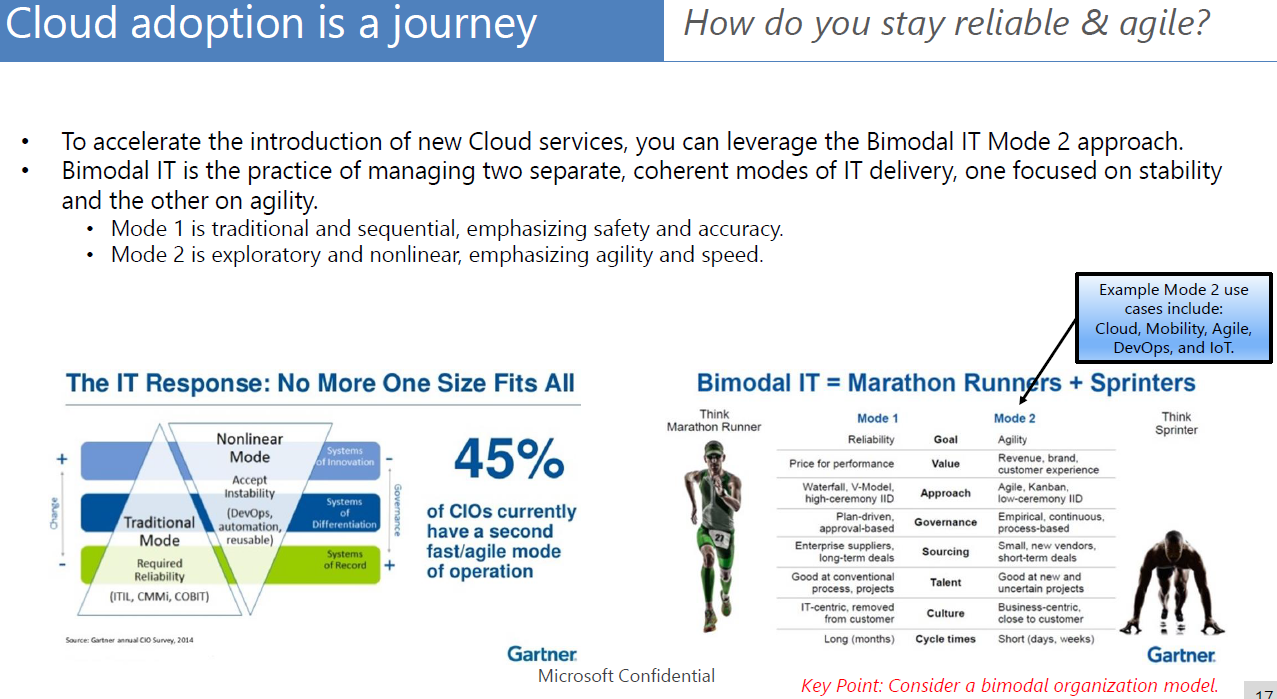 Cloud adoption is a journey
How do you stay reliable & agile?
• To accelerate the introduction of new Cloud services, you can leverage the Bimodal IT Mode 2 approach.
• Bimodal IT is the practice of managing two separate, coherent modes of IT delivery, one focused on stability
and the other on agility.
• Mode 1 is traditional and sequential, emphasizing safety and accuracy.
• Mode 2 is exploratory and nonlinear, emphasizing agility and speed.
Example Mode 2 use
cases include:
Cloud, Mobility, Agile,
DevOps, and IoT.
The IT Response: No More One Size Fits All
+
Change
-
Nonlinear
Mode
Accept
Instability
(DevOps,
automation,
reusable)
Traditional
Mode
Required
Reliability
(ITIL, CMMi, COBIT)
Systems
of Innovation
Systems
of
Differentiation
Systems
of Record
-
Governance
+
45%
of CIOs currently
have a second
fast/agile mode
of operation
Source: Gartner annual CIO Survey, 2014
Gartner
Bimodal IT = Marathon Runners + Sprinters
Think
Marathon Runner
27
Mode 1 Mode 2
Reliability Goal Agility
Price for performance Value Revenue, brand,
customer experience
Waterfall, V-Model, Approach Agile, Kanban,
high-ceremony IID low-ceremony IID
Plan-driven, Governance Empirical, continuous,
approval-based process-based
Enterprise suppliers, Sourcing Small, new vendors,
long-term deals short-term deals
Good at conventional Talent Good at new and
process, projects uncertain projects
IT-centric, removed Culture Business-centric,
from customer close to customer
Long (months) Cycle times Short (days, weeks)
Think
Sprinter
Gartner
Microsoft Confidential
Key Point: Consider a bimodal organization model.
17